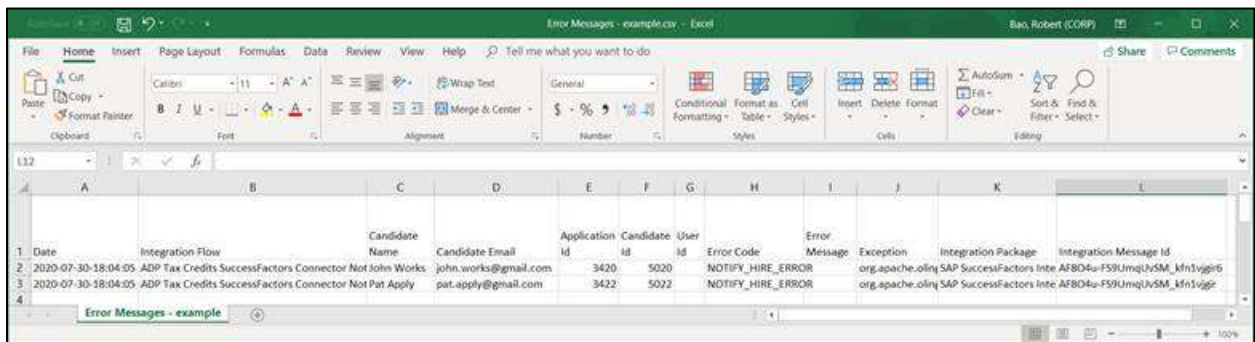 Error Messages - example.csv - Excel
Bao, Robert (CORP)
File Home Insert Page Layout Formulas Data Review View Help Tell me what you want to do Share Comments
Paste
Cut
Copy
Format Painter
Clipboard
Calibri 11 A A
B I U A
Font
Wrap Text
Merge & Center
Alignment
General
$ % 9
Number
Conditional Formatting
Format as Table
Cell Styles
Styles
Insert Delete Format
Cells
AutoSum
Fill
Clear
Sort & Filter
Find & Select
Editing
L12 fx
A B C D E F G H I J K L
1 Date Integration Flow Candidate Name Candidate Email Application Id Candidate Id User Id Error Code Error Message Exception Integration Package Integration Message Id
2 2020-07-30-18:04:05 ADP Tax Credits SuccessFactors Connector Not John Works john.works@gmail.com 3420 5020 NOTIFY_HIRE_ERROR org.apache.olin SAP SuccessFactors Inte
3 2020-07-30-18:04:05 ADP Tax Credits SuccessFactors Connector Not Pat Apply pat.apply@gmail.com 3422 5022 NOTIFY_HIRE_ERROR org.apache.olin SAP SuccessFactors Inte
4
Error Messages - example
100%